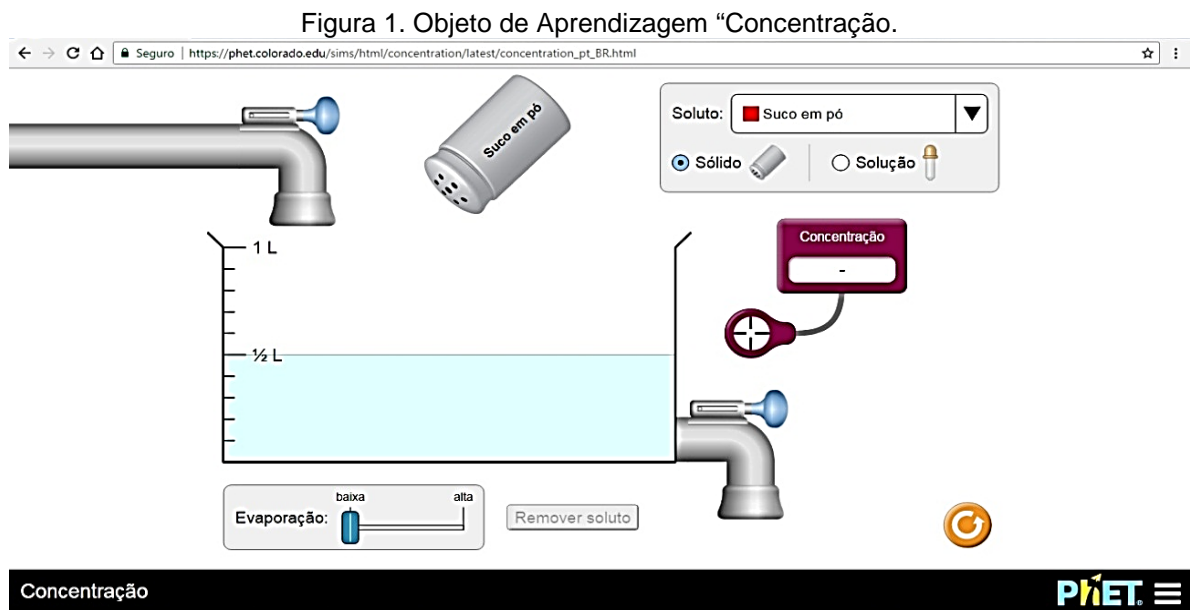 Figura 1. Objeto de Aprendizagem “Concentração.
Seguro | https://phet.colorado.edu/sims/html/concentration/latest/concentration_pt_BR.html
Suco em pó
Soluto: Suco em pó
Sólido Solução
1 L
Concentração
-
½ L
baixa alta
Evaporação:
Remover soluto
Concentração
PhET